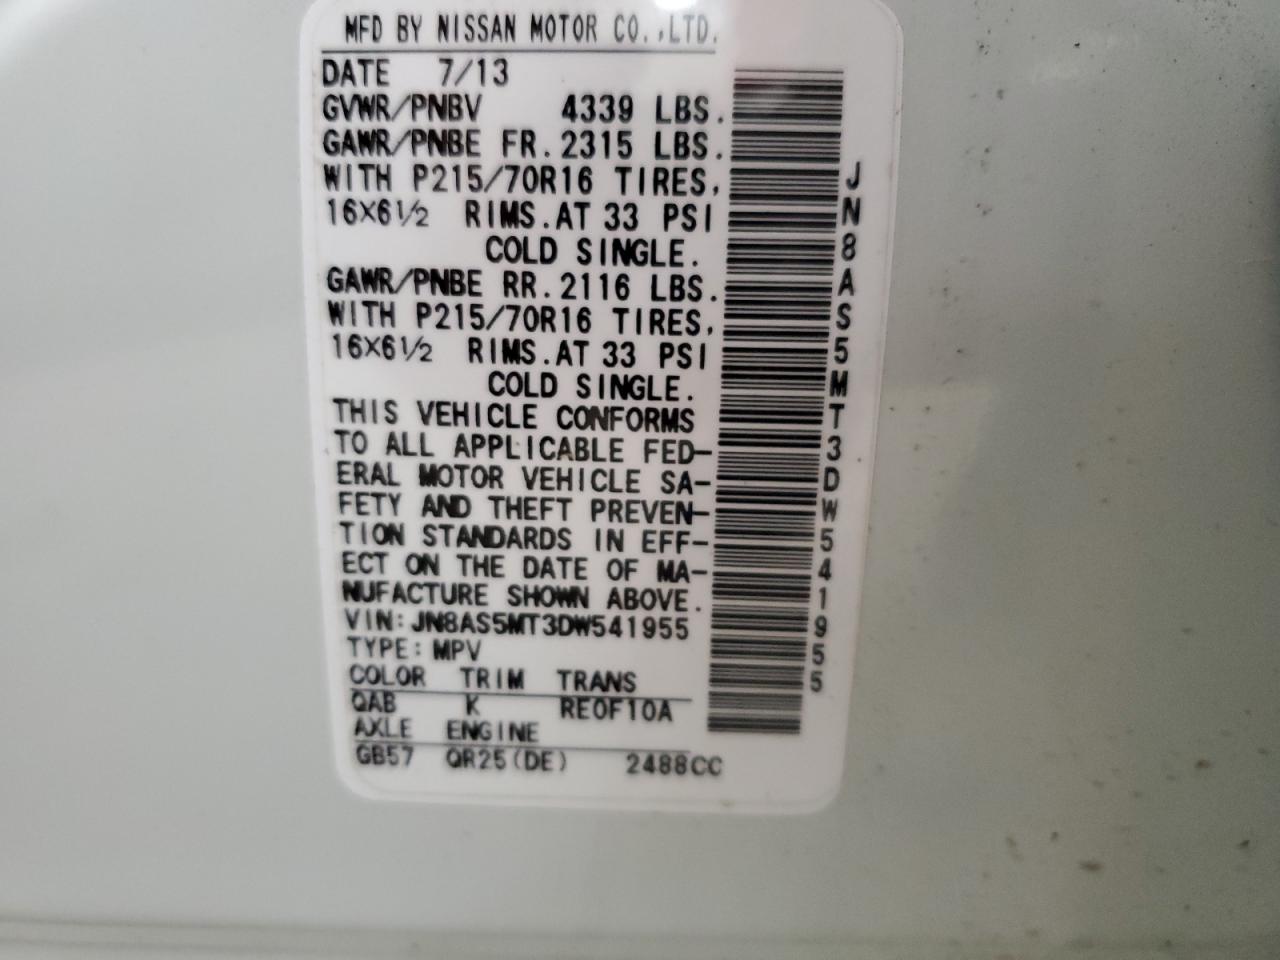 MFD BY NISSAN MOTOR CO.,LTD.
DATE 7/13
GVWR/PNBV 4339 LBS.
GAWR/PNBE FR. 2315 LBS.
WITH P215/70R16 TIRES,
16×6½ RIMS. AT 33 PSI
COLD SINGLE.
GAWR/PNBE RR. 2116 LBS.
WITH P215/70R16 TIRES,
16×6½ RIMS. AT 33 PSI
COLD SINGLE.
THIS VEHICLE CONFORMS
TO ALL APPLICABLE FED-
ERAL MOTOR VEHICLE SA-
FETY AND THEFT PREVEN-
TION STANDARDS IN EFF-
ECT ON THE DATE OF MA-
NUFACTURE SHOWN ABOVE.
VIN: JN8AS5MT3DW541955
TYPE: MPV
COLOR TRIM TRANS
QAB K RE0F10A
AXLE ENGINE
GB57 QR25(DE) 2488CC
JN8AS5MT3DW541955